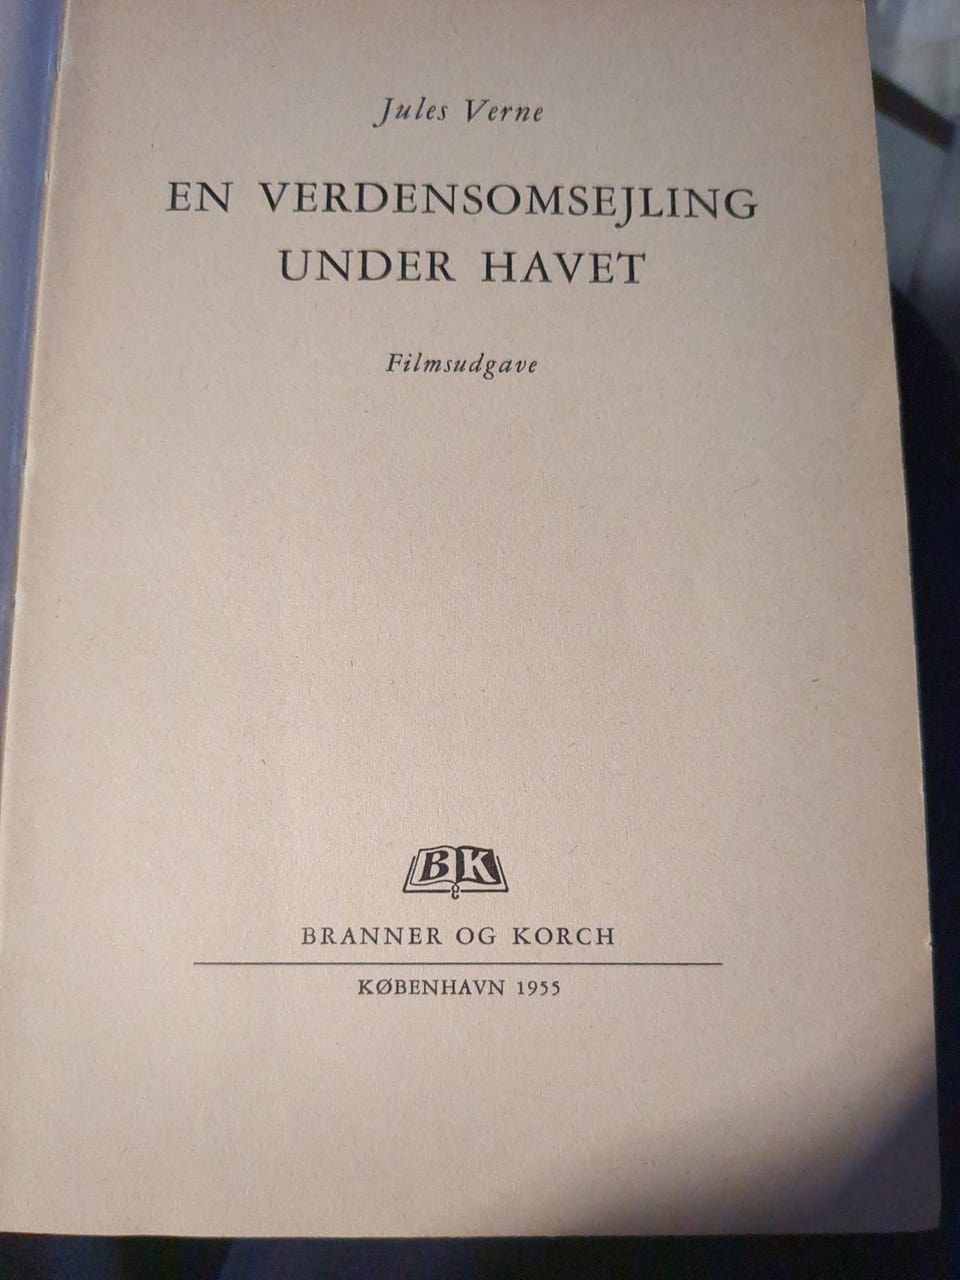 Jules Verne
EN VERDENSOMSEJLING
UNDER HAVET
Filmsudgave
BK
&
BRANNER OG KORCH
KØBENHAVN 1955